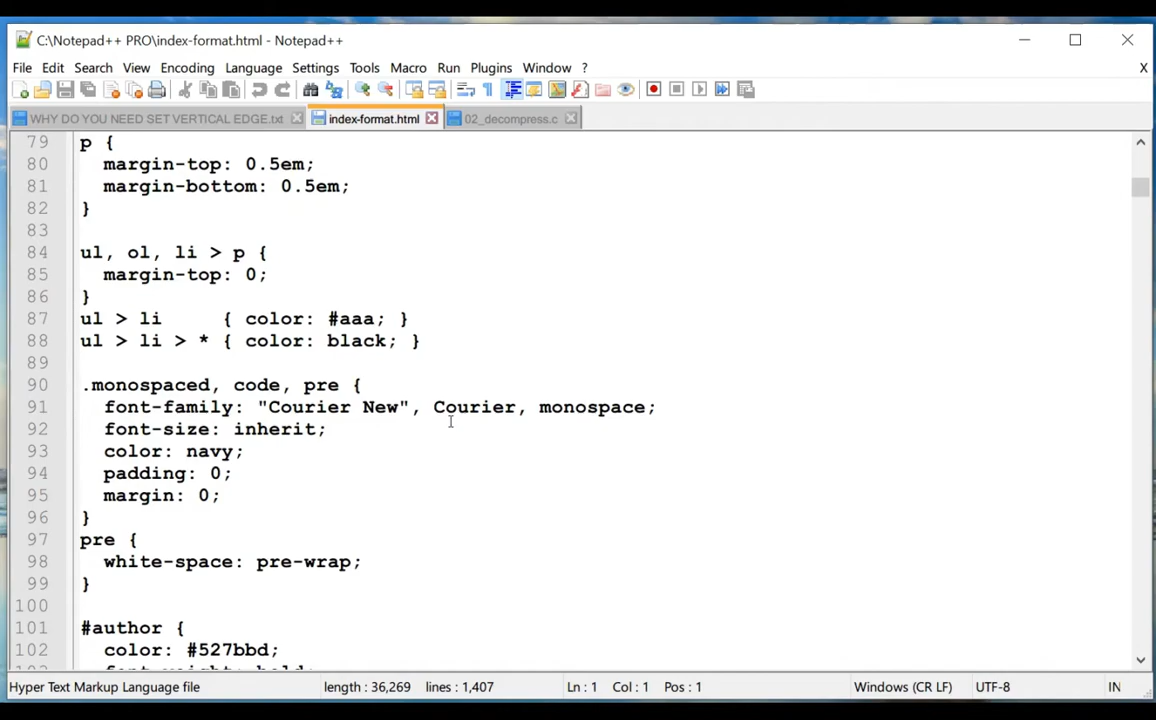 C:\Notepad++ PRO\index-format.html - Notepad++
File Edit Search View Encoding Language Settings Tools Macro Run Plugins Window ? X
WHY DO YOU NEED SET VERTICAL EDGE.txt index-format.html 02_decompress.c
79 p {
80 margin-top: 0.5em;
81 margin-bottom: 0.5em;
82 }
83
84 ul, ol, li > p {
85 margin-top: 0;
86 }
87 ul > li { color: #aaa; }
88 ul > li > * { color: black; }
89
90 .monospaced, code, pre {
91 font-family: "Courier New", Courier, monospace;
92 font-size: inherit;
93 color: navy;
94 padding: 0;
95 margin: 0;
96 }
97 pre {
98 white-space: pre-wrap;
99 }
100
101 #author {
102 color: #527bbd;
Hyper Text Markup Language file length : 36,269 lines : 1,407 Ln : 1 Col : 1 Pos : 1 Windows (CR LF) UTF-8 IN